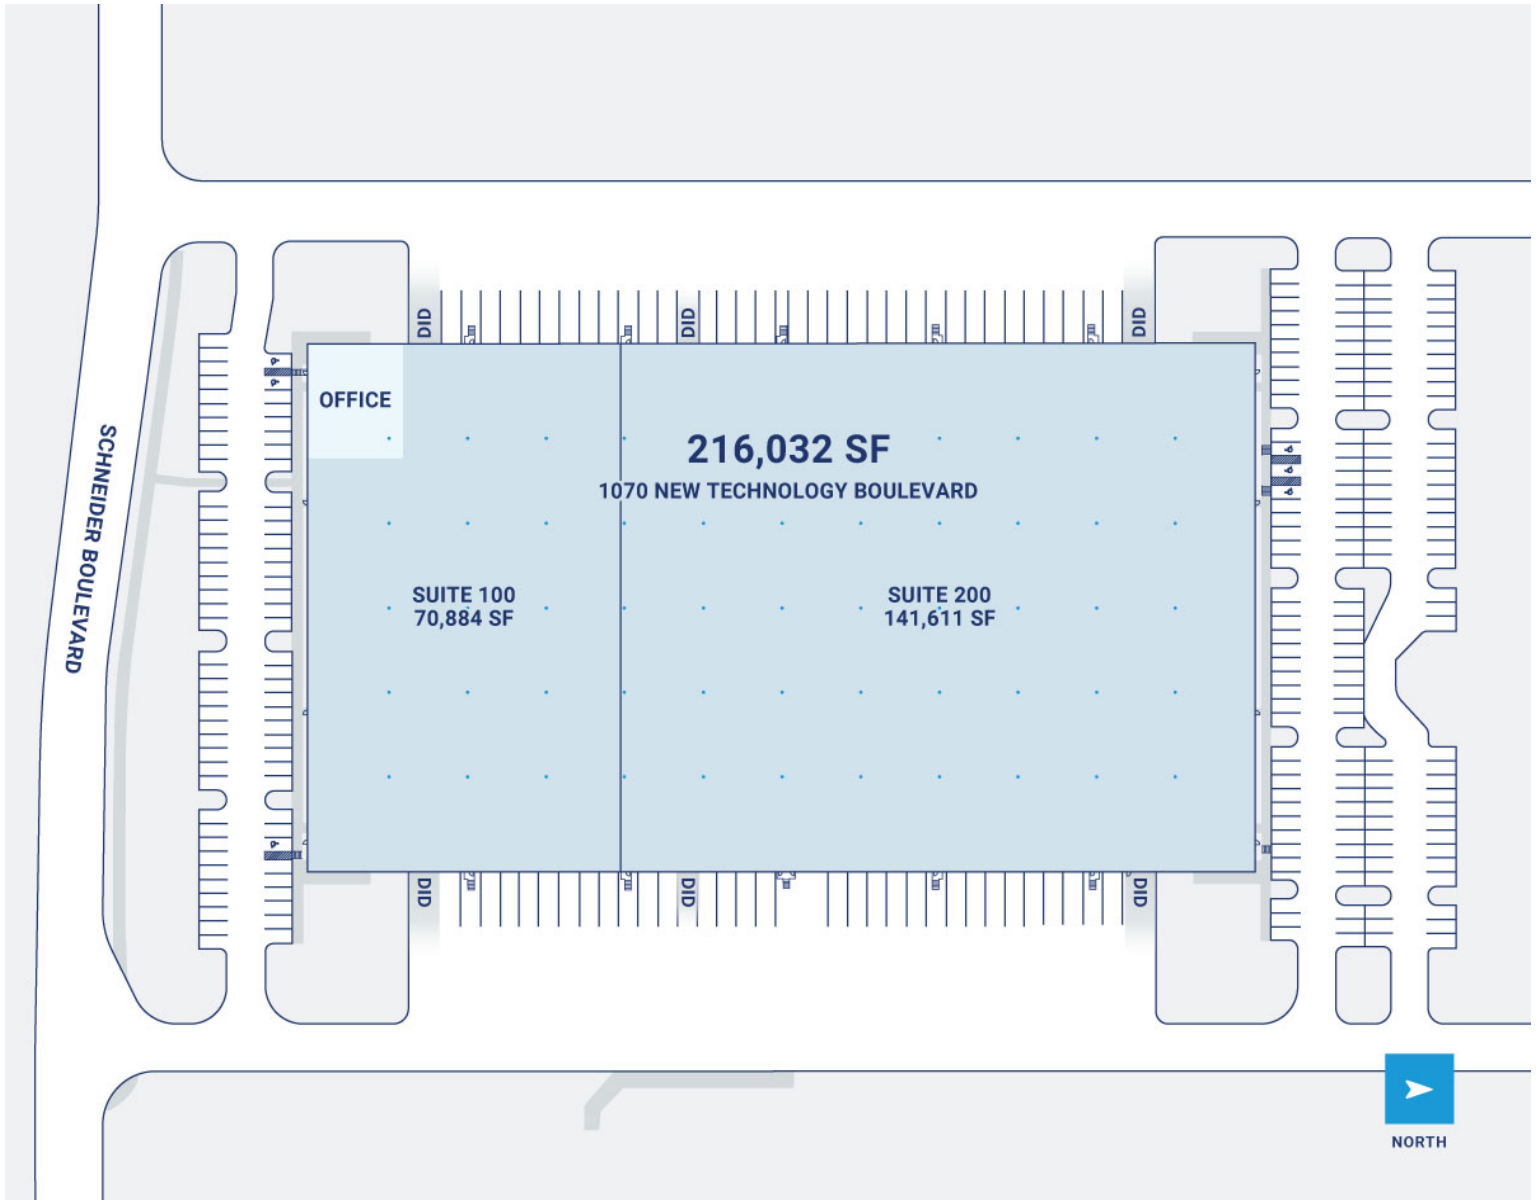 DID
DID
DID
OFFICE
216,032 SF
1070 NEW TECHNOLOGY BOULEVARD
SCHNEIDER BOULEVARD
SUITE 100
70,884 SF
SUITE 200
141,611 SF
DID
DID
DID
NORTH